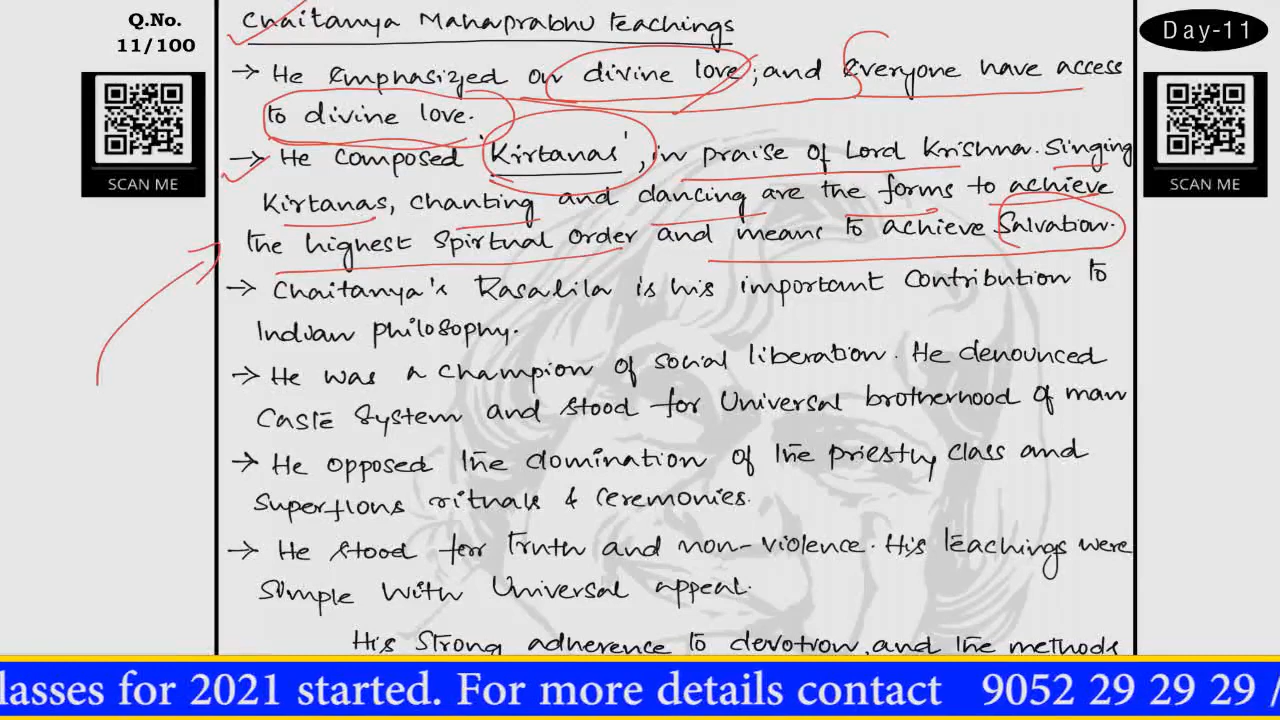 Q.No.
11/100
SCAN ME
Day-11
SCAN ME
Chaitanya Mahaprabhu teachings
→ He emphasized on divine love, and everyone have access
to divine love.
→ He composed 'Kirtanas', in praise of Lord Krishna. Singing
Kirtanas, chanting and dancing are the forms to achieve
the highest Spirtual order and means to achieve Salvation.
→ Chaitanya's Rasalila is his important contribution to
Indian philosophy.
→ He was a champion of social liberation. He denounced
Caste System and stood for Universal brotherhood of man
→ He opposed the domination of the priestly class and
superflous rituals & ceremonies.
→ He stood for truth and non-violence. His teachings were
simple with Universal appeal.
His strong adherence to devotion, and the methods
lasses for 2021 started. For more details contact 9052 29 29 29 /